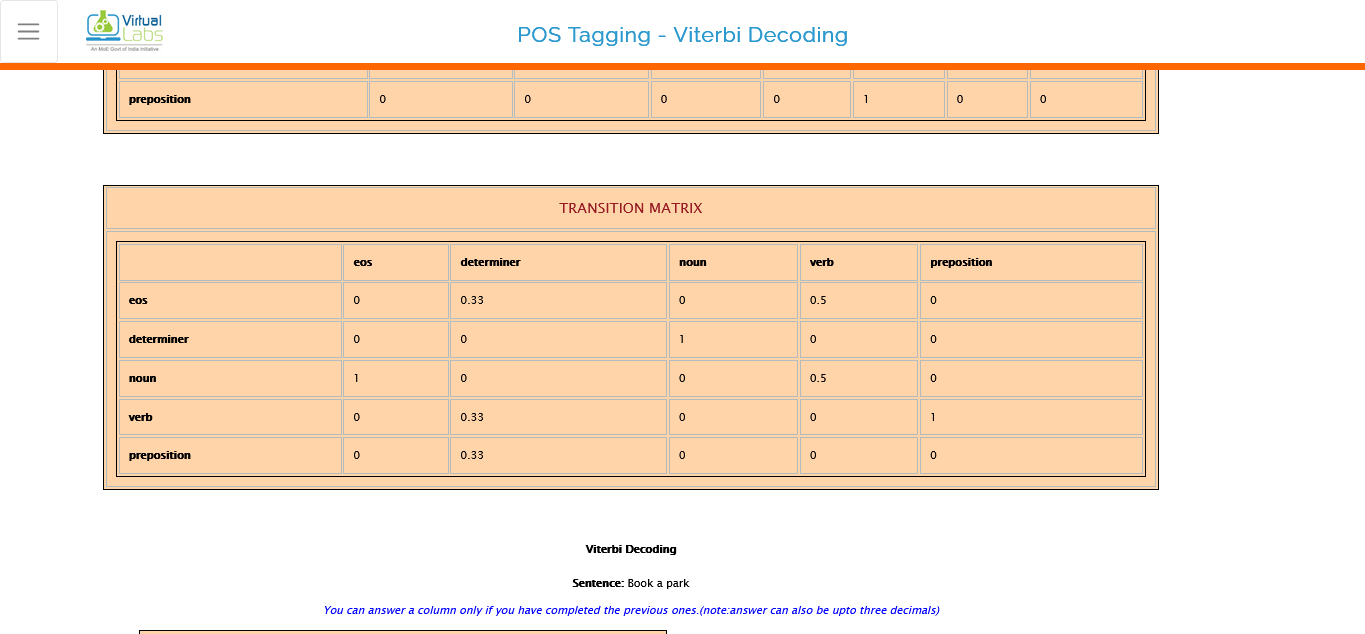 Virtual Labs
An MoE Govt of India Initiative
POS Tagging - Viterbi Decoding
preposition 0 0 0 0 1 0 0
TRANSITION MATRIX
eos determiner noun verb preposition
eos 0 0.33 0 0.5 0
determiner 0 0 1 0 0
noun 1 0 0 0.5 0
verb 0 0.33 0 0 1
preposition 0 0.33 0 0 0
Viterbi Decoding
Sentence: Book a park
You can answer a column only if you have completed the previous ones.(note:answer can also be upto three decimals)